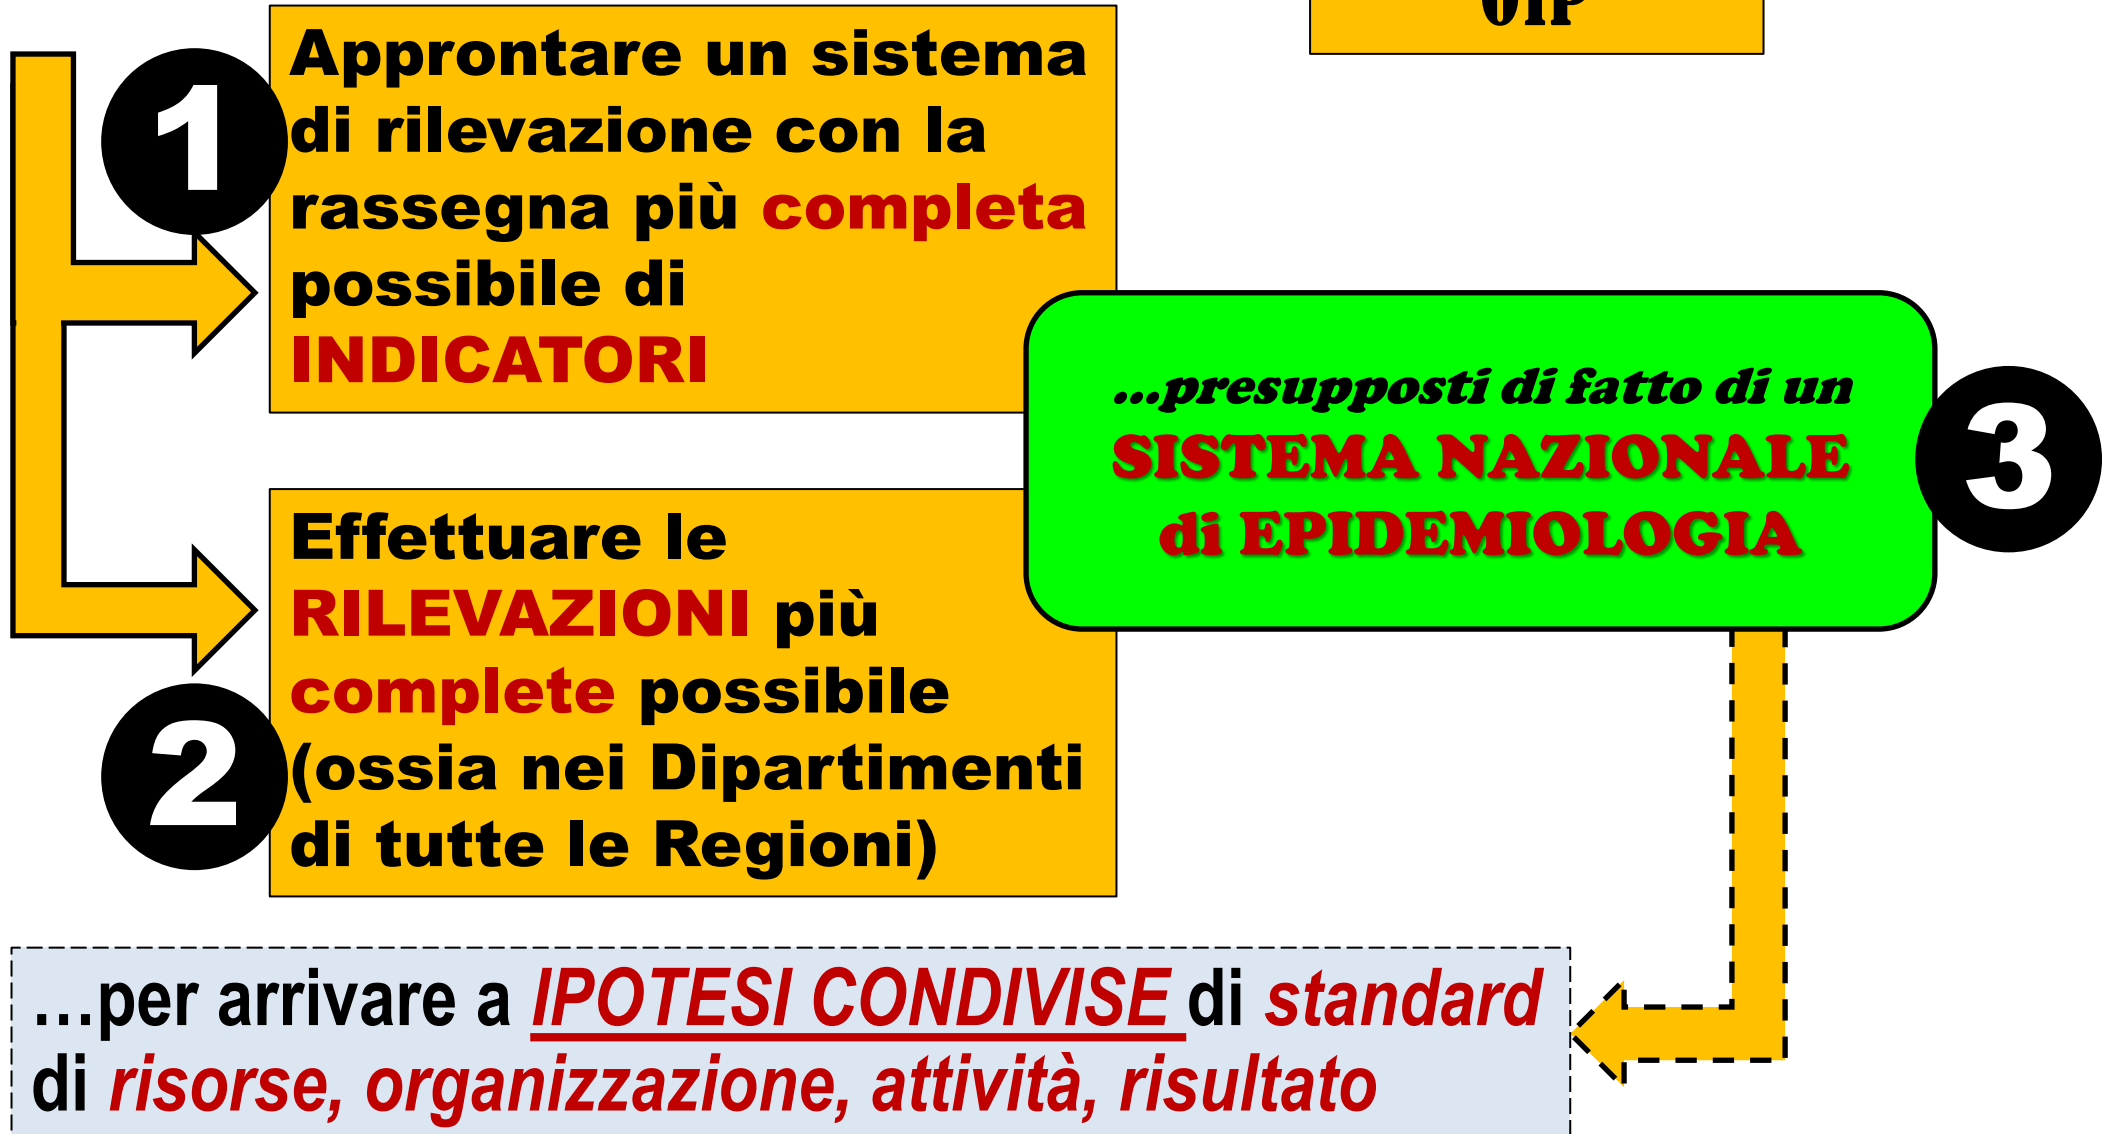 1
Approntare un sistema
di rilevazione con la
rassegna più completa
possibile di
INDICATORI
2
Effettuare le
RILEVAZIONI più
complete possibile
(ossia nei Dipartimenti
di tutte le Regioni)
...presupposti di fatto di un
SISTEMA NAZIONALE
di EPIDEMIOLOGIA
3
...per arrivare a IPOTESI CONDIVISE di standard
di risorse, organizzazione, attività, risultato